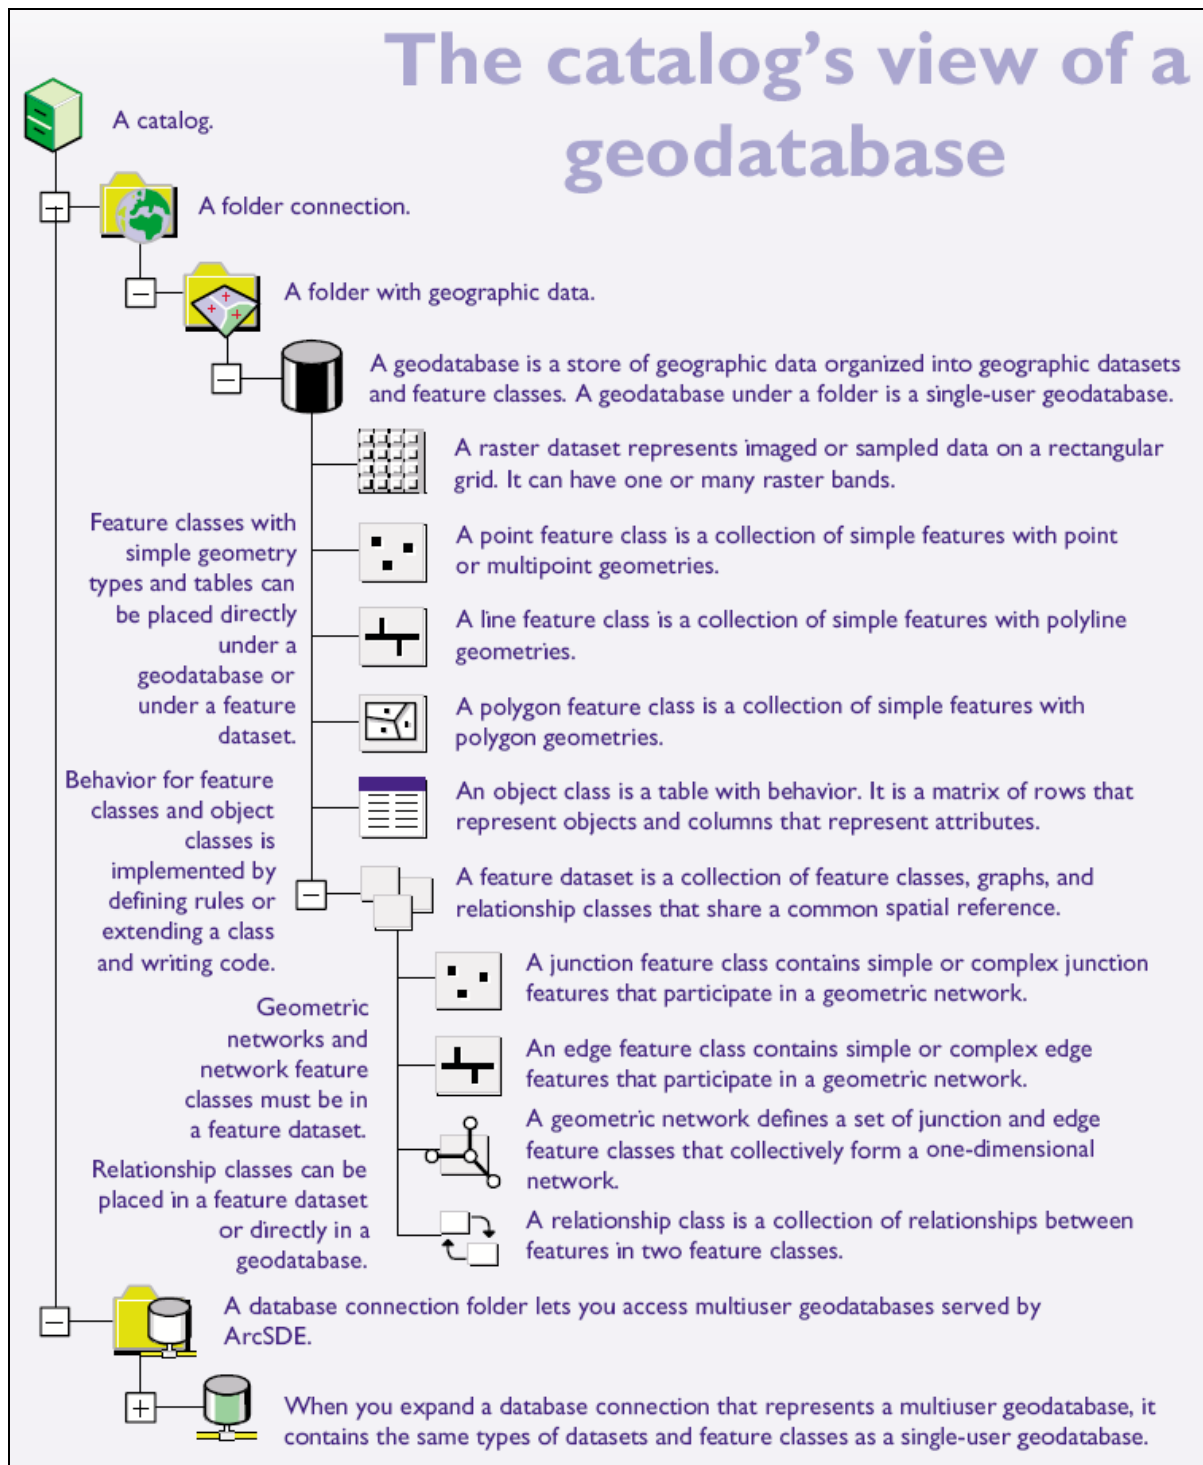 The catalog's view of a
geodatabase
A catalog.
A folder connection.
A folder with geographic data.
A geodatabase is a store of geographic data organized into geographic datasets
and feature classes. A geodatabase under a folder is a single-user geodatabase.
A raster dataset represents imaged or sampled data on a rectangular
grid. It can have one or many raster bands.
Feature classes with
simple geometry
types and tables can
be placed directly
under a
geodatabase or
under a feature
dataset.
A point feature class is a collection of simple features with point
or multipoint geometries.
A line feature class is a collection of simple features with polyline
geometries.
A polygon feature class is a collection of simple features with
polygon geometries.
Behavior for feature
classes and object
classes is
implemented by
defining rules or
extending a class
and writing code.
An object class is a table with behavior. It is a matrix of rows that
represent objects and columns that represent attributes.
A feature dataset is a collection of feature classes, graphs, and
relationship classes that share a common spatial reference.
A junction feature class contains simple or complex junction
features that participate in a geometric network.
Geometric
networks and
network feature
classes must be in
a feature dataset.
An edge feature class contains simple or complex edge
features that participate in a geometric network.
A geometric network defines a set of junction and edge
feature classes that collectively form a one-dimensional
network.
Relationship classes can be
placed in a feature dataset
or directly in a
geodatabase.
A relationship class is a collection of relationships between
features in two feature classes.
A database connection folder lets you access multiuser geodatabases served by
ArcSDE.
When you expand a database connection that represents a multiuser geodatabase, it
contains the same types of datasets and feature classes as a single-user geodatabase.